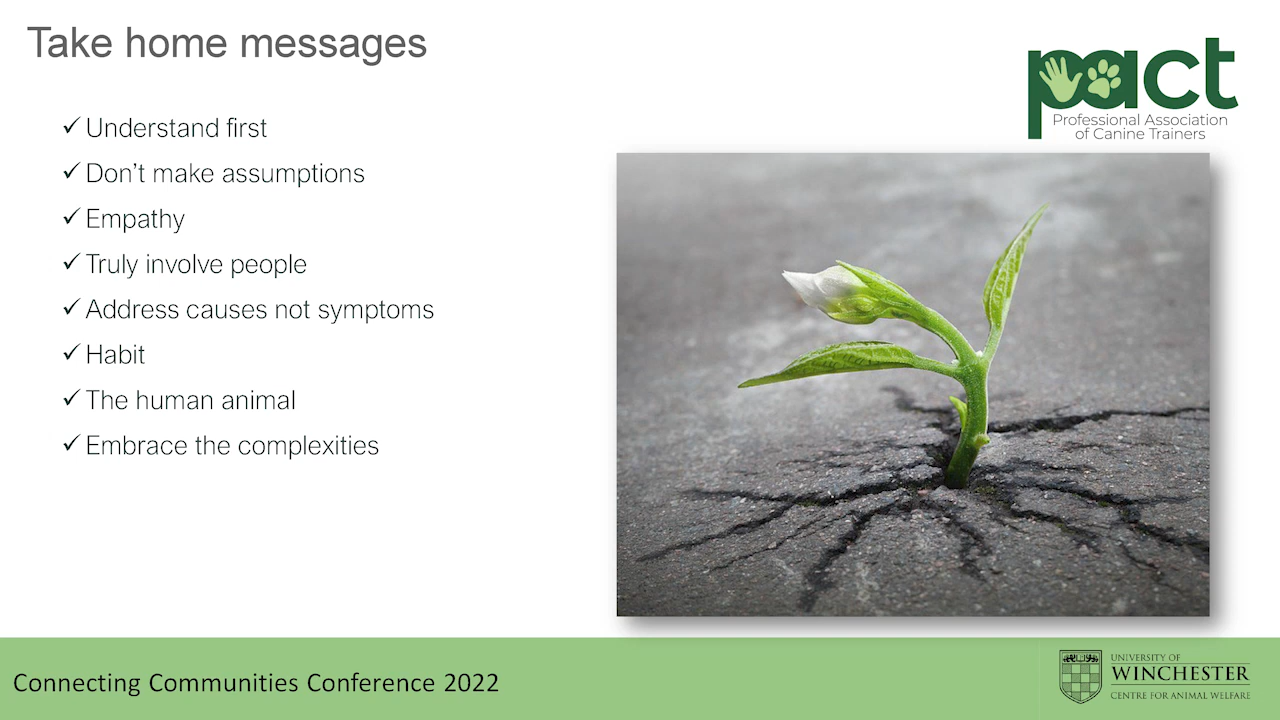 Take home messages
pact
Professional Association
of Canine Trainers
✓ Understand first
✓ Don’t make assumptions
✓ Empathy
✓ Truly involve people
✓ Address causes not symptoms
✓ Habit
✓ The human animal
✓ Embrace the complexities
Connecting Communities Conference 2022
UNIVERSITY OF
WINCHESTER
CENTRE FOR ANIMAL WELFARE